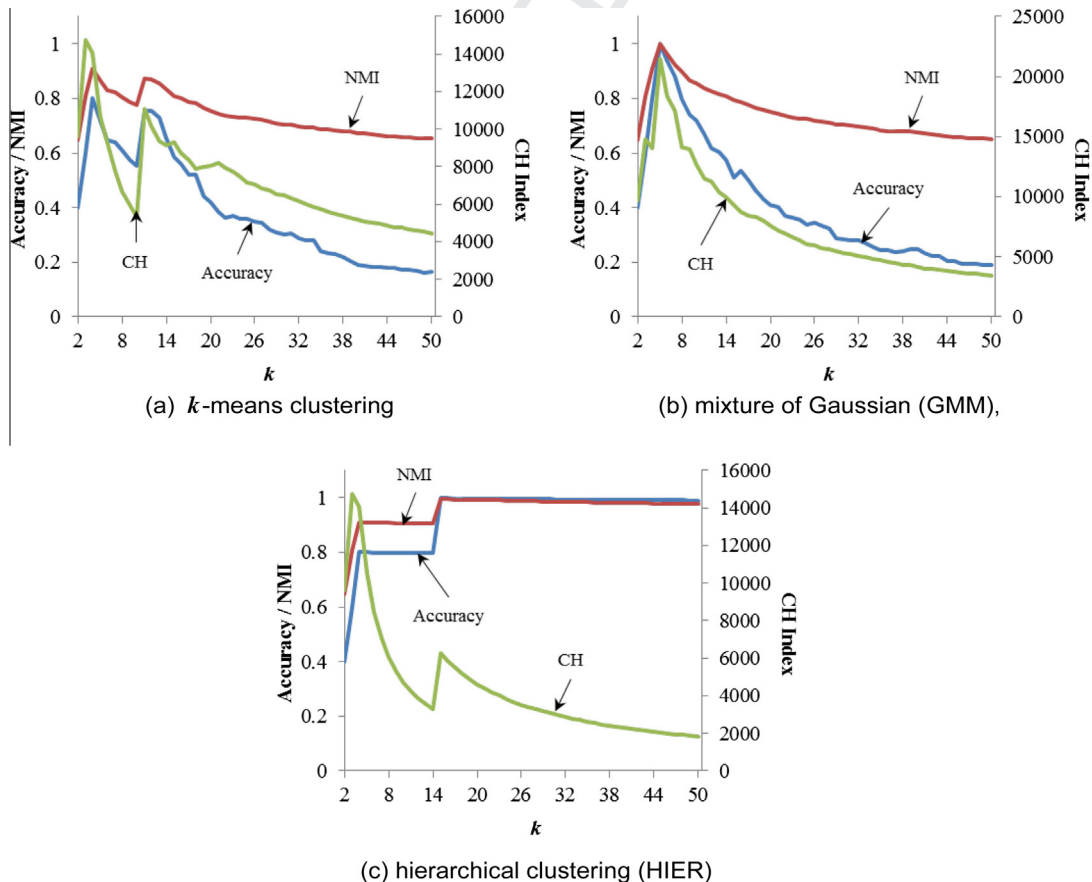 1
0.8
0.6
0.4
0.2
0
Accuracy / NMI
16000
14000
12000
10000
8000
6000
4000
2000
0
CH Index
NMI
CH
Accuracy
2 8 14 20 26 32 38 44 50
k
(a) k-means clustering
1
0.8
0.6
0.4
0.2
0
Accuracy / NMI
25000
20000
15000
10000
5000
0
CH Index
NMI
Accuracy
CH
2 8 14 20 26 32 38 44 50
k
(b) mixture of Gaussian (GMM),
1
0.8
0.6
0.4
0.2
0
Accuracy / NMI
16000
14000
12000
10000
8000
6000
4000
2000
0
CH Index
NMI
Accuracy
CH
2 8 14 20 26 32 38 44 50
k
(c) hierarchical clustering (HIER)